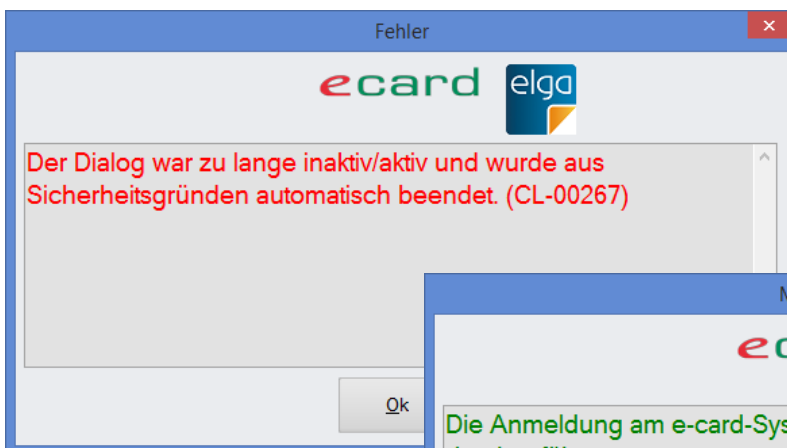 Fehler
ecard elga
Der Dialog war zu lange inaktiv/aktiv und wurde aus
Sicherheitsgründen automatisch beendet. (CL-00267)
Ok
Die Anmeldung am e-card-Sys